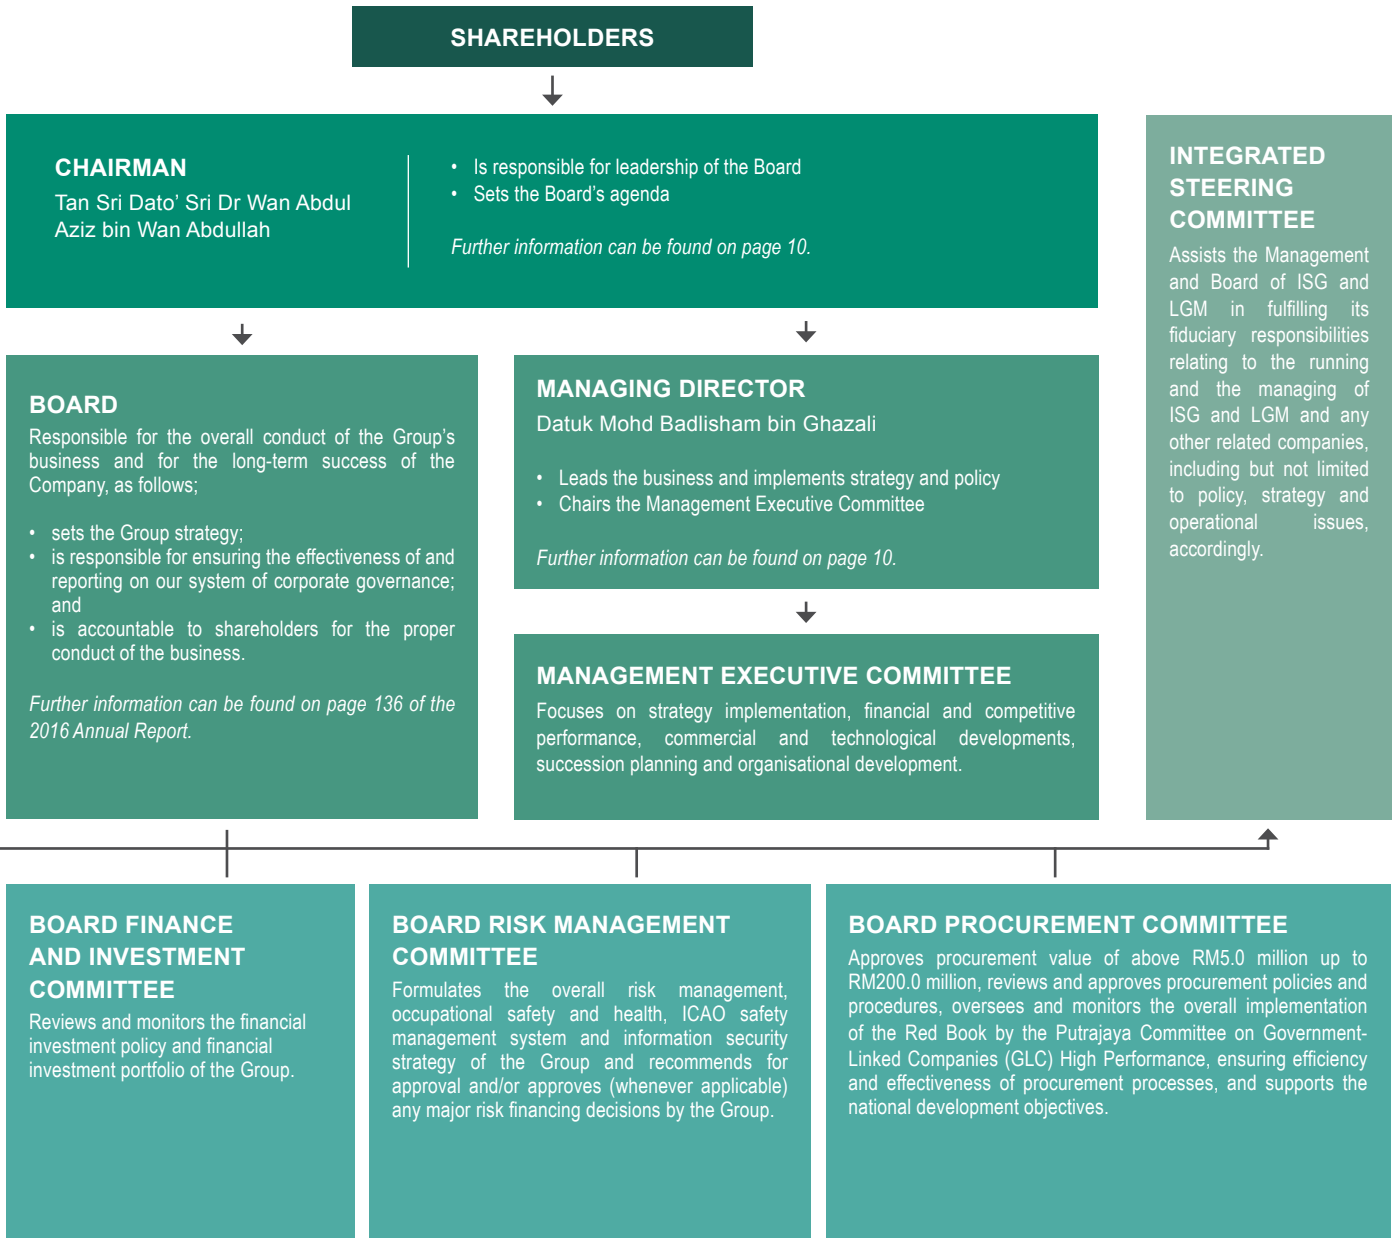 SHAREHOLDERS
CHAIRMAN
Tan Sri Dato’ Sri Dr Wan Abdul
Aziz bin Wan Abdullah
• Is responsible for leadership of the Board
• Sets the Board’s agenda
Further information can be found on page 10.
INTEGRATED
STEERING
COMMITTEE
Assists the Management
and Board of ISG and
LGM in fulfilling its
fiduciary responsibilities
relating to the running
and the managing of
ISG and LGM and any
other related companies,
including but not limited
to policy, strategy and
operational issues,
accordingly.
BOARD
Responsible for the overall conduct of the Group’s
business and for the long-term success of the
Company, as follows;
• sets the Group strategy;
• is responsible for ensuring the effectiveness of and
reporting on our system of corporate governance;
and
• is accountable to shareholders for the proper
conduct of the business.
Further information can be found on page 136 of the
2016 Annual Report.
MANAGING DIRECTOR
Datuk Mohd Badlisham bin Ghazali
• Leads the business and implements strategy and policy
• Chairs the Management Executive Committee
Further information can be found on page 10.
MANAGEMENT EXECUTIVE COMMITTEE
Focuses on strategy implementation, financial and competitive
performance, commercial and technological developments,
succession planning and organisational development.
BOARD FINANCE
AND INVESTMENT
COMMITTEE
Reviews and monitors the financial
investment policy and financial
investment portfolio of the Group.
BOARD RISK MANAGEMENT
COMMITTEE
Formulates the overall risk management,
occupational safety and health, ICAO safety
management system and information security
strategy of the Group and recommends for
approval and/or approves (whenever applicable)
any major risk financing decisions by the Group.
BOARD PROCUREMENT COMMITTEE
Approves procurement value of above RM5.0 million up to
RM200.0 million, reviews and approves procurement policies and
procedures, oversees and monitors the overall implementation
of the Red Book by the Putrajaya Committee on Government-
Linked Companies (GLC) High Performance, ensuring efficiency
and effectiveness of procurement processes, and supports the
national development objectives.